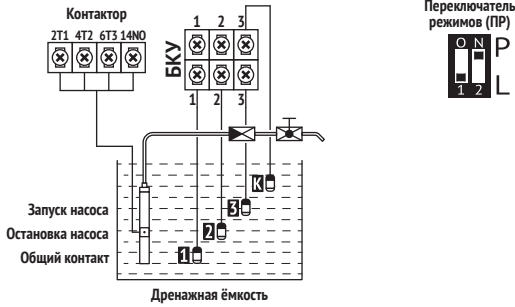 Контактор
2T1 4T2 6T3 14NO
1 2 3
БКУ
1 2 3
Переключатель
режимов (ПР)
O N
P
1 2
L
K
3
2
1
Запуск насоса
Остановка насоса
Общий контакт
Дренажная ёмкость